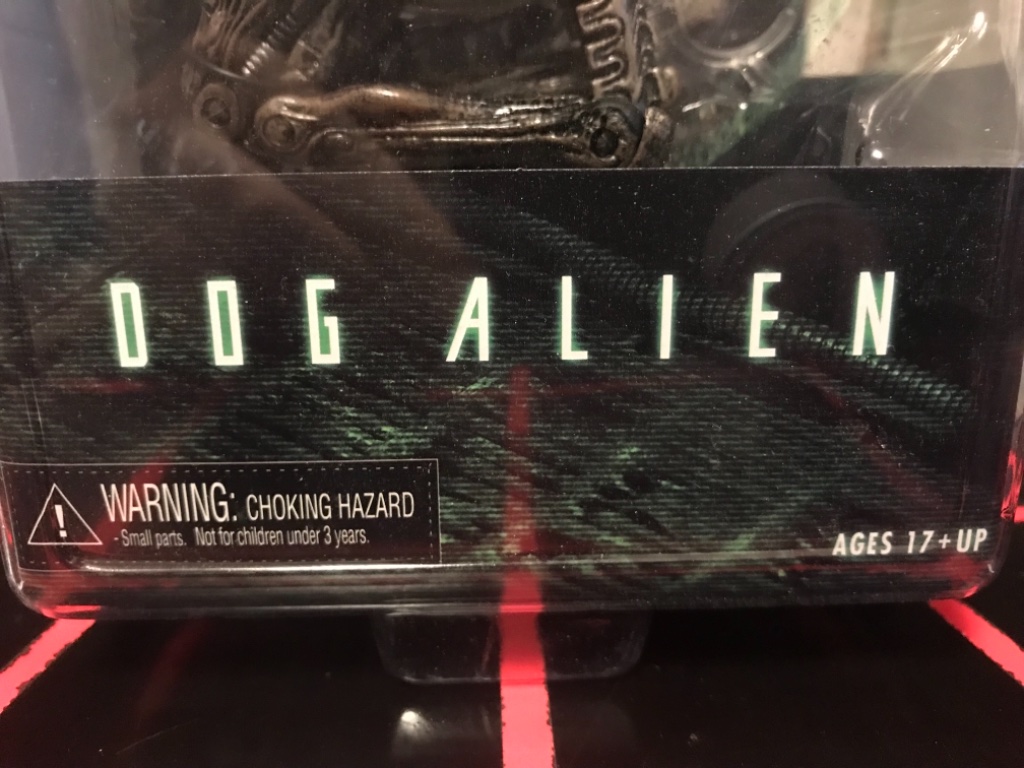 DOG ALIEN
WARNING: CHOKING HAZARD
- Small parts. Not for children under 3 years.
AGES 17+UP